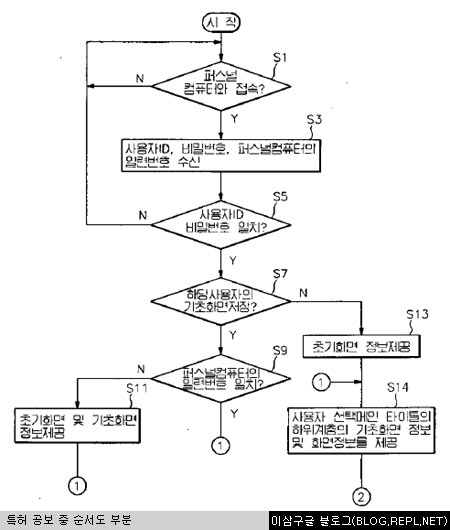 시 작
S1
퍼스널
컴퓨터와 접속?
N
Y
S3
사용자ID, 비밀번호, 퍼스널컴퓨터의
일련번호 수신
S5
사용자ID
비밀번호 일치?
N
Y
S7
해당사용자의
기초화면저장?
N
Y
S13
초기화면 정보제공
S9
퍼스널컴퓨터의
일련번호 일치?
N
Y
1
S11
초기화면 및 기초화면
정보제공
1
1
S14
사용자 선택메인 타이틀의
하위계층의 기초화면 정보
및 화면정보를 제공
2
특허 공보 중 순서도 부분
이삼구글 블로그(BLOG.REPL.NET)